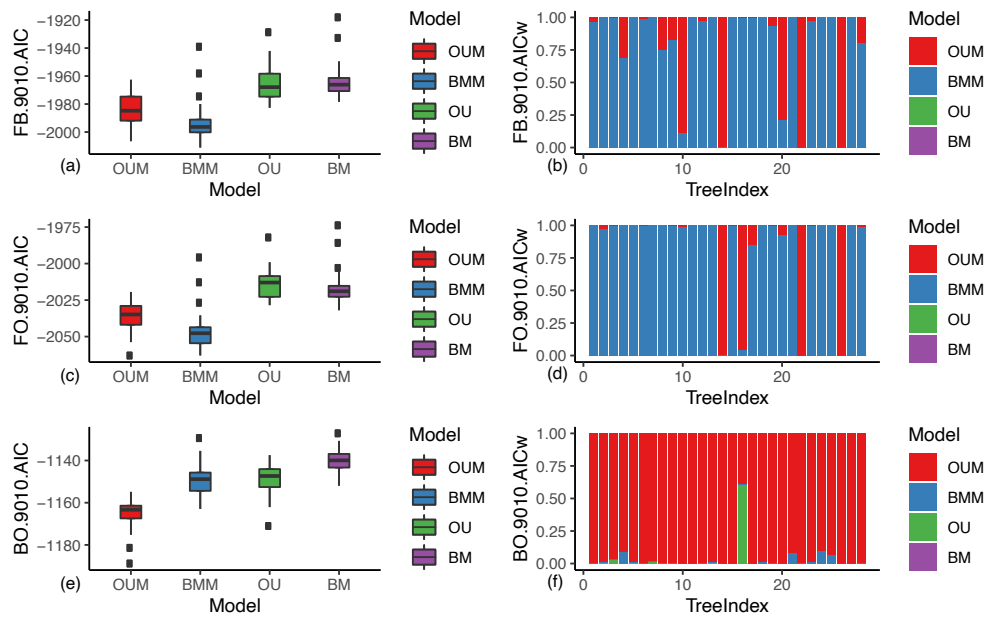 FB.9010.AIC
−1920
−1940
−1960
−1980
−2000
(a)
OUM BMM OU BM
Model
Model
OUM
BMM
OU
BM
FB.9010.AICw
1.00
0.75
0.50
0.25
0.00
(b)
0 10 20
TreeIndex
Model
OUM
BMM
OU
BM
FO.9010.AIC
−1975
−2000
−2025
−2050
(c)
OUM BMM OU BM
Model
Model
OUM
BMM
OU
BM
FO.9010.AICw
1.00
0.75
0.50
0.25
0.00
(d)
0 10 20
TreeIndex
Model
OUM
BMM
OU
BM
BO.9010.AIC
−1140
−1160
−1180
(e)
OUM BMM OU BM
Model
Model
OUM
BMM
OU
BM
BO.9010.AICw
1.00
0.75
0.50
0.25
0.00
(f)
0 10 20
TreeIndex
Model
OUM
BMM
OU
BM